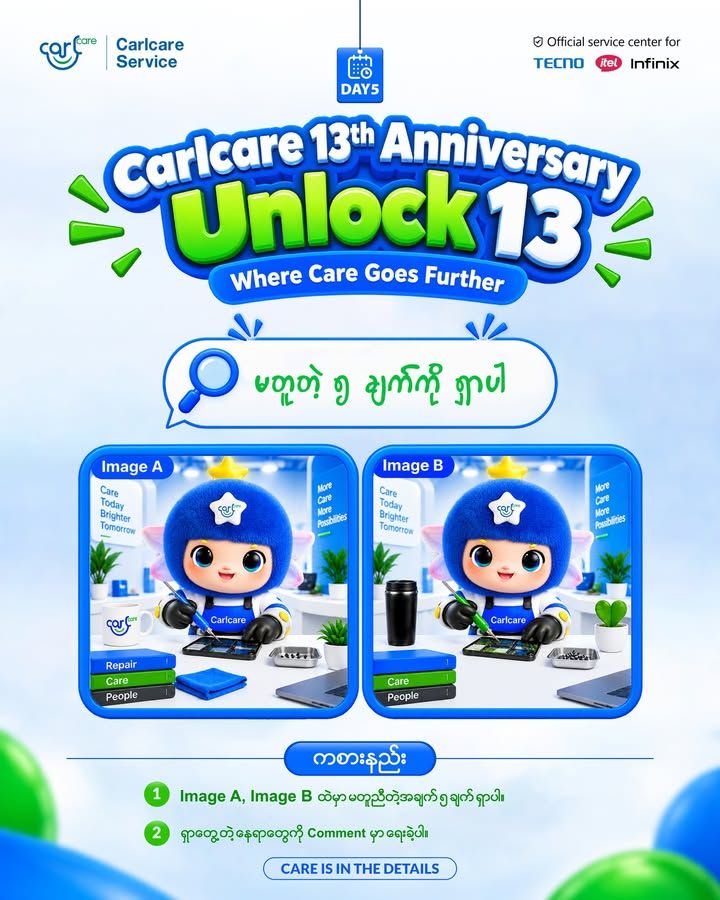 carlcare
Carlcare
Service
Official service center for
TECNO itel Infinix
DAY5
Carlcare 13th Anniversary
Unlock 13
Where Care Goes Further
မတူတဲ့ ၅ ချက်ကို ရှာပါ
Image A
Care
Today
Brighter
Tomorrow
More
Care
More
Possibilities
carlcare
Carlcare
carlcare
Repair
Care
People
Image B
Care
Today
Brighter
Tomorrow
More
Care
More
Possibilities
carlcare
Carlcare
Care
People
ကစားနည်း
1 Image A, Image B ထဲမှာ မတူညီတဲ့အချက် ၅ ချက် ရှာပါ။
2 ရှာတွေ့တဲ့ နေရာတွေကို Comment မှာ ရေးခဲ့ပါ။
CARE IS IN THE DETAILS